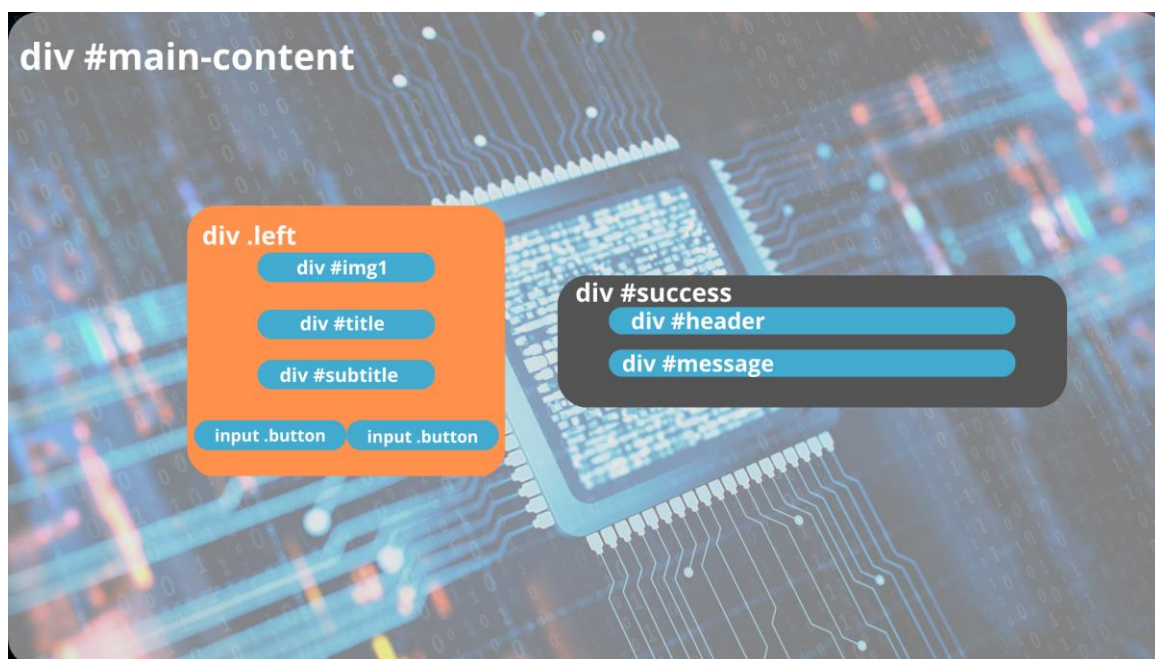 div #main-content
div .left
div #img1
div #title
div #subtitle
input .button
input .button
div #success
div #header
div #message